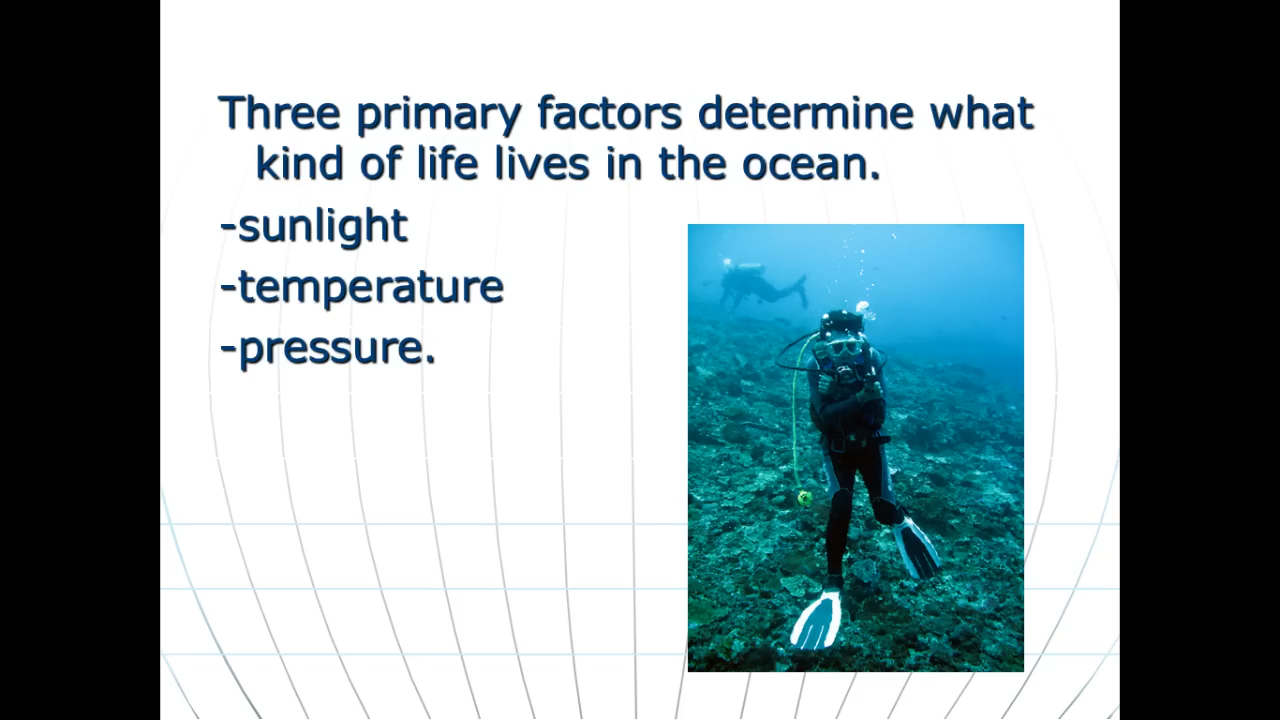 Three primary factors determine what
kind of life lives in the ocean.
-sunlight
-temperature
-pressure.